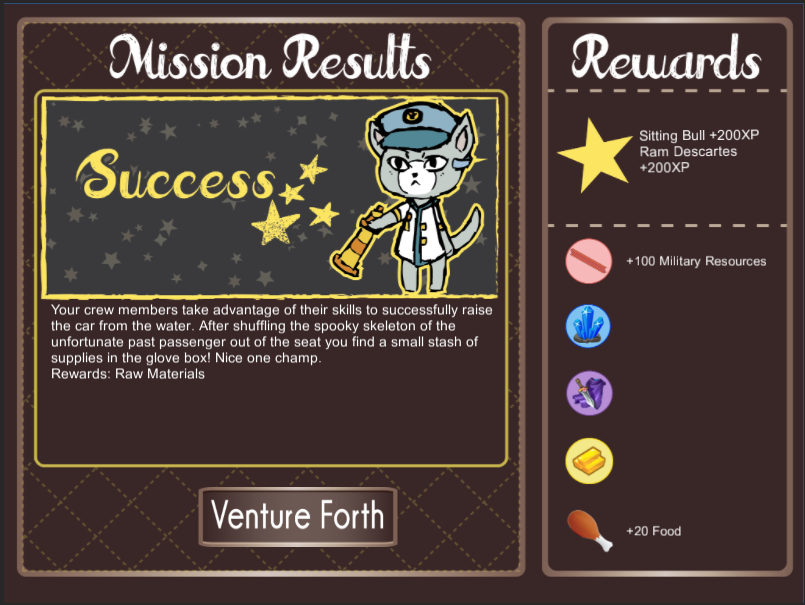 Mission Results
Success
Your crew members take advantage of their skills to successfully raise
the car from the water. After shuffling the spooky skeleton of the
unfortunate past passenger out of the seat you find a small stash of
supplies in the glove box! Nice one champ.
Rewards: Raw Materials
Venture Forth
Rewards
Sitting Bull +200XP
Ram Descartes
+200XP
+100 Military Resources
+20 Food